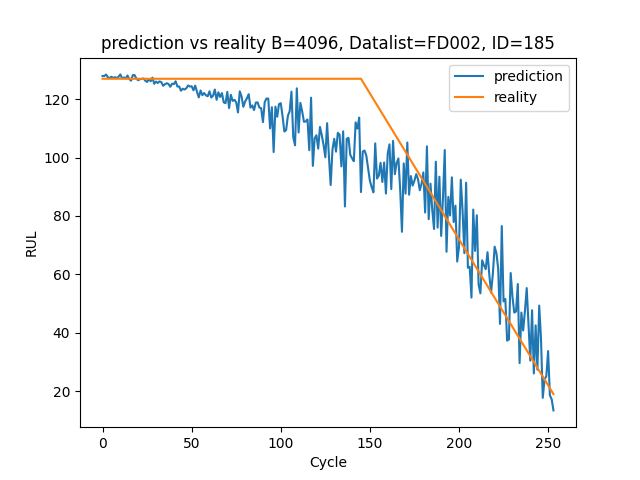 prediction vs reality B=4096, Datalist=FD002, ID=185
prediction
reality
RUL
120
100
80
60
40
20
0 50 100 150 200 250
Cycle